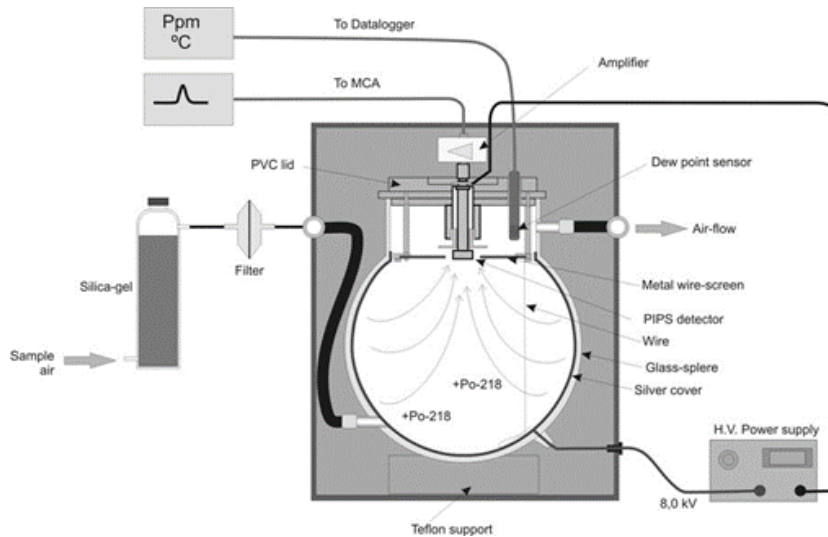 Ppm
ºC
To Datalogger
To MCA
Amplifier
PVC lid
Dew point sensor
Filter
Air-flow
Silica-gel
Metal wire-screen
PIPS detector
Wire
Sample
air
Glass-splere
Silver cover
+Po-218
+Po-218
H.V. Power supply
8,0 kV
Teflon support